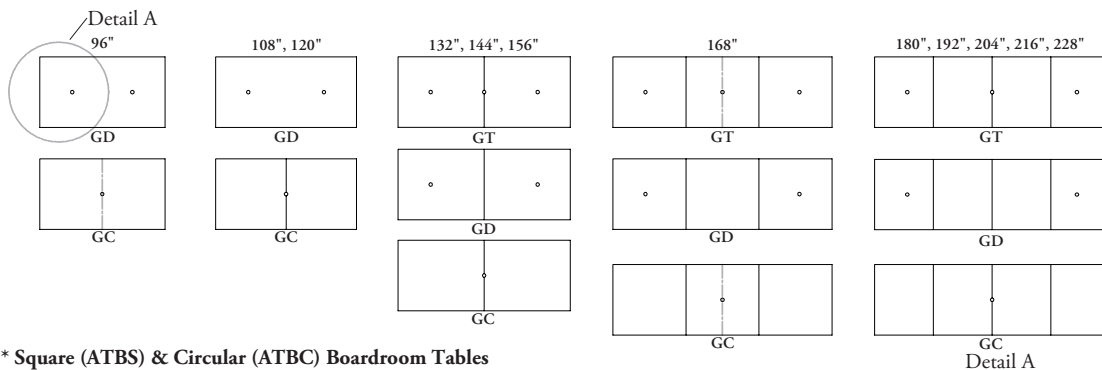 Detail A
96" 108", 120" 132", 144", 156" 168" 180", 192", 204", 216", 228"
GD GD GT GT GT
GC GC GD GD GD
GC GC GC
* Square (ATBS) & Circular (ATBC) Boardroom Tables
Detail A